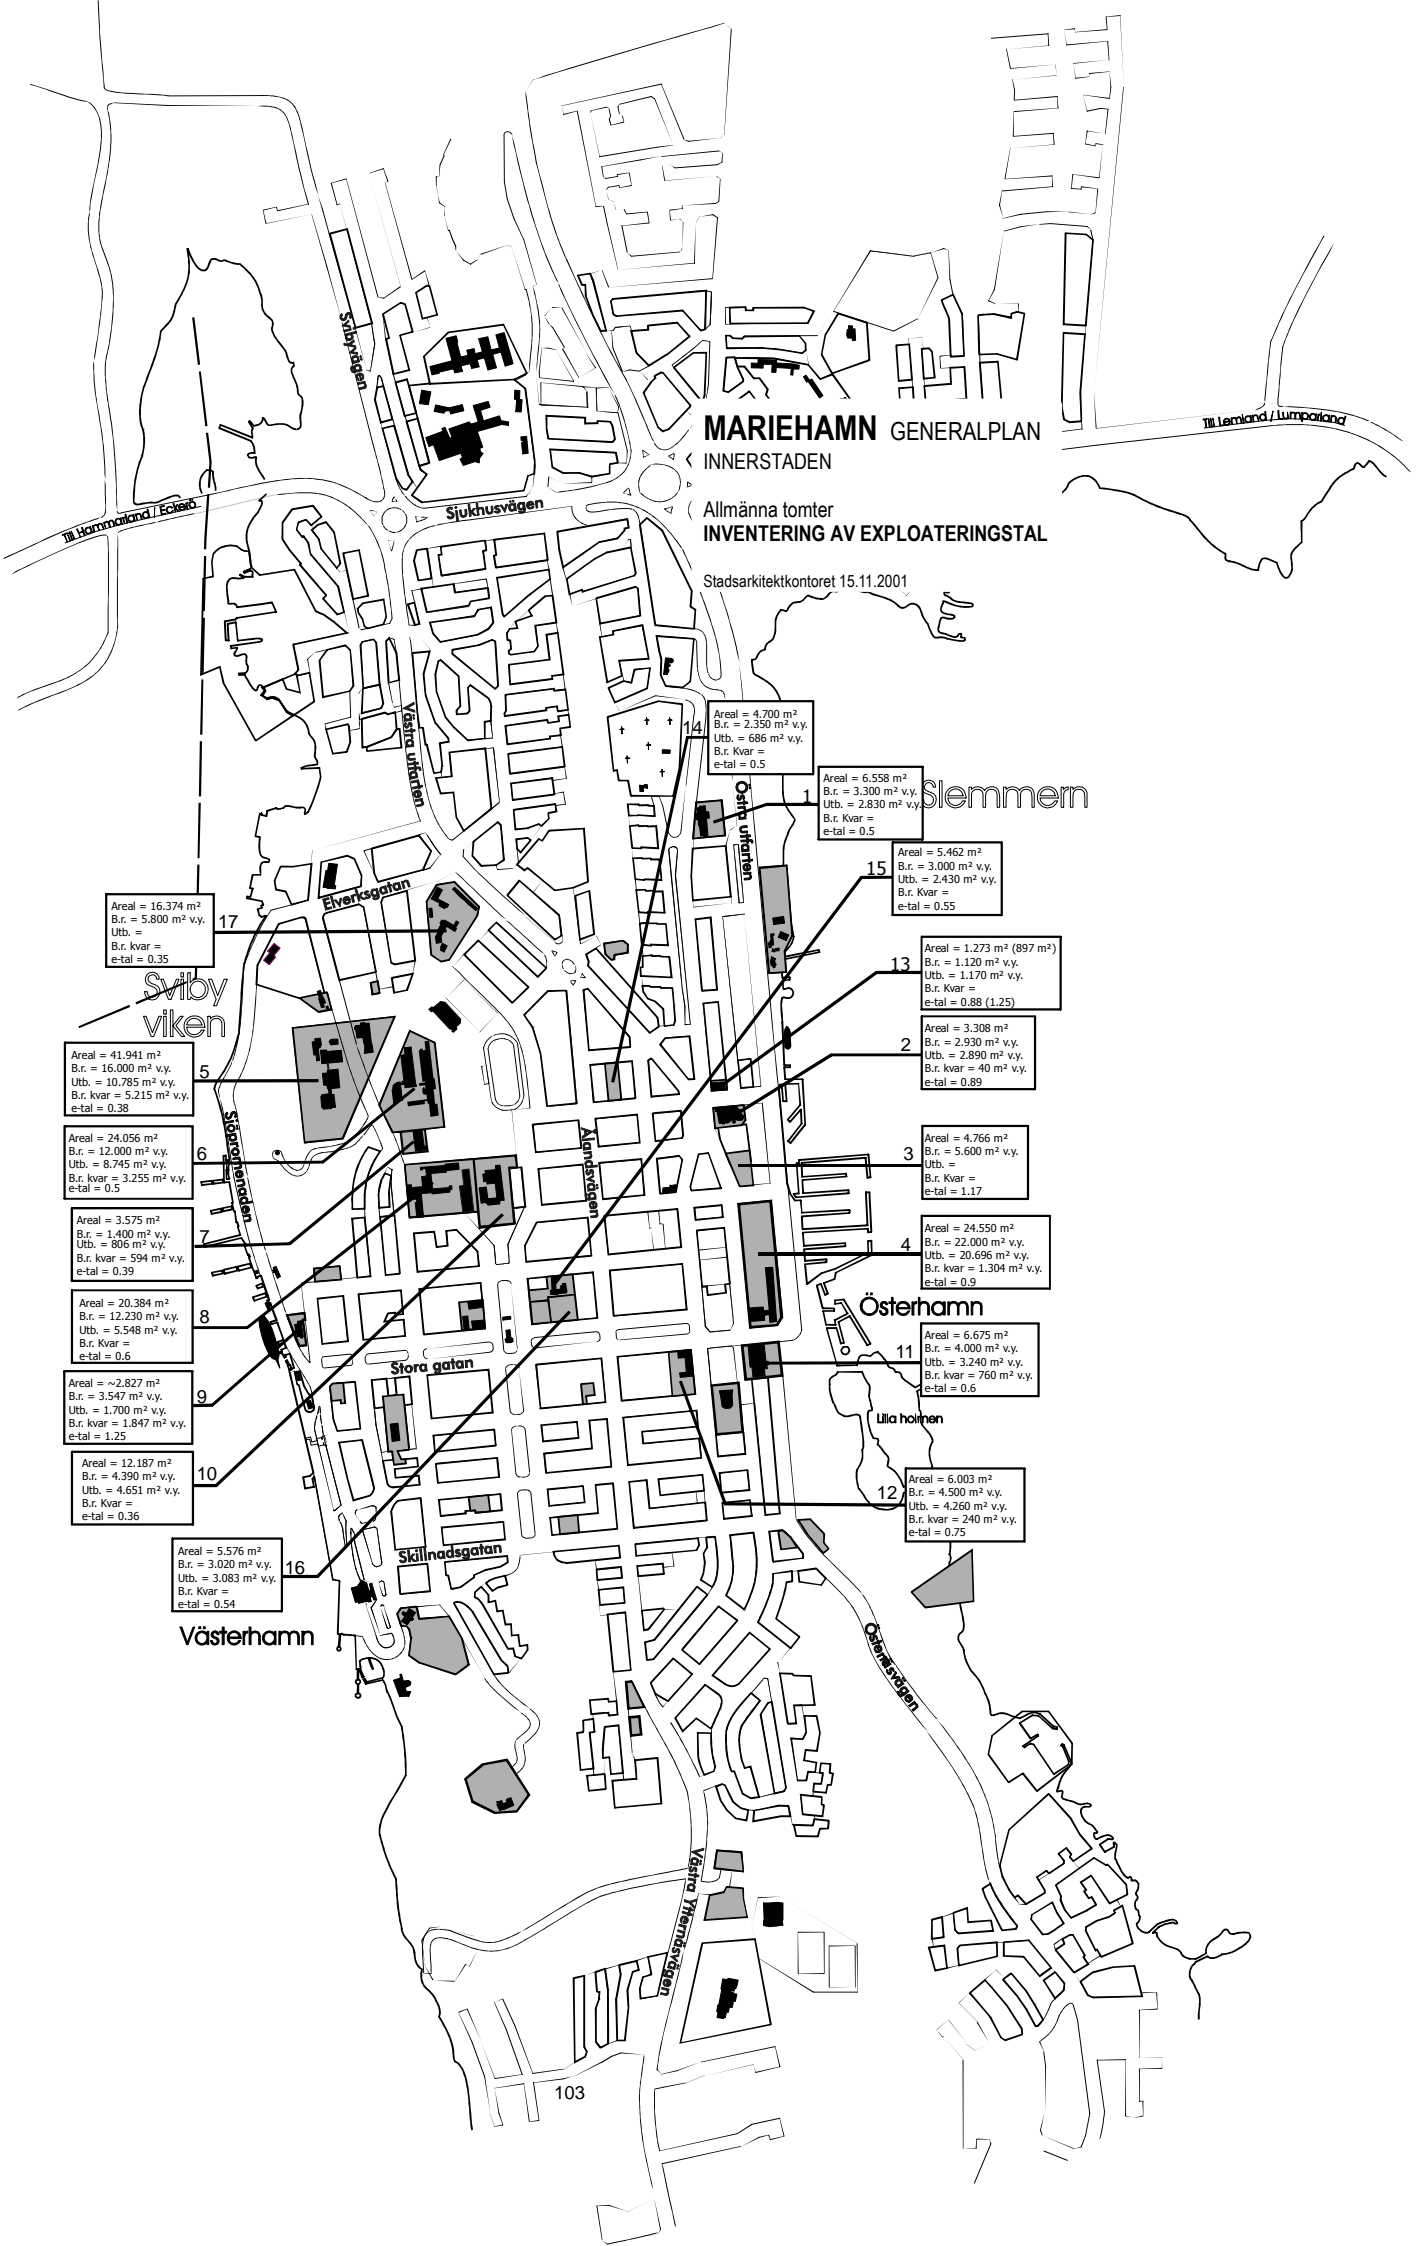 Svibyvägen
MARIEHAMN GENERALPLAN
INNERSTADEN
Till Lemland / Lumparland
Allmänna tomter
INVENTERING AV EXPLOATERINGSTAL
Stadsarkitektkontoret 15.11.2001
Till Hammarland / Eckerö
Sjukhusvägen
Västra utfarten
14
Areal = 4.700 m²
B.r. = 2.350 m² v.y.
Utb. = 686 m² v.y.
B.r. Kvar =
e-tal = 0.5
1
Areal = 6.558 m²
B.r. = 3.300 m² v.y.
Utb. = 2.830 m² v.y.
B.r. Kvar =
e-tal = 0.5
Slemmern
Östra utfarten
15
Areal = 5.462 m²
B.r. = 3.000 m² v.y.
Utb. = 2.430 m² v.y.
B.r. Kvar =
e-tal = 0.55
Elverksgatan
Areal = 16.374 m²
B.r. = 5.800 m² v.y.
Utb. =
B.r. kvar =
e-tal = 0.35
17
13
Areal = 1.273 m² (897 m²)
B.r. = 1.120 m² v.y.
Utb. = 1.170 m² v.y.
B.r. Kvar =
e-tal = 0.88 (1.25)
Sviby
viken
2
Areal = 3.308 m²
B.r. = 2.930 m² v.y.
Utb. = 2.890 m² v.y.
B.r. kvar = 40 m² v.y.
e-tal = 0.89
Areal = 41.941 m²
B.r. = 16.000 m² v.y.
Utb. = 10.785 m² v.y.
B.r. kvar = 5.215 m² v.y.
e-tal = 0.38
5
Sjöpromenaden
Ålandsvägen
Areal = 24.056 m²
B.r. = 12.000 m² v.y.
Utb. = 8.745 m² v.y.
B.r. kvar = 3.255 m² v.y.
e-tal = 0.5
6
3
Areal = 4.766 m²
B.r. = 5.600 m² v.y.
Utb. =
B.r. Kvar =
e-tal = 1.17
Areal = 3.575 m²
B.r. = 1.400 m² v.y.
Utb. = 806 m² v.y.
B.r. kvar = 594 m² v.y.
e-tal = 0.39
7
4
Areal = 24.550 m²
B.r. = 22.000 m² v.y.
Utb. = 20.696 m² v.y.
B.r. kvar = 1.304 m² v.y.
e-tal = 0.9
Österhamn
Areal = 20.384 m²
B.r. = 12.230 m² v.y.
Utb. = 5.548 m² v.y.
B.r. Kvar =
e-tal = 0.6
8
11
Areal = 6.675 m²
B.r. = 4.000 m² v.y.
Utb. = 3.240 m² v.y.
B.r. kvar = 760 m² v.y.
e-tal = 0.6
Stora gatan
Areal = ~2.827 m²
B.r. = 3.547 m² v.y.
Utb. = 1.700 m² v.y.
B.r. kvar = 1.847 m² v.y.
e-tal = 1.25
9
Lilla holmen
Areal = 12.187 m²
B.r. = 4.390 m² v.y.
Utb. = 4.651 m² v.y.
B.r. Kvar =
e-tal = 0.36
10
12
Areal = 6.003 m²
B.r. = 4.500 m² v.y.
Utb. = 4.260 m² v.y.
B.r. kvar = 240 m² v.y.
e-tal = 0.75
Skillnadsgatan
Areal = 5.576 m²
B.r. = 3.020 m² v.y.
Utb. = 3.083 m² v.y.
B.r. Kvar =
e-tal = 0.54
16
Västerhamn
Östernäsvägen
Västra Ytternäsvägen
103